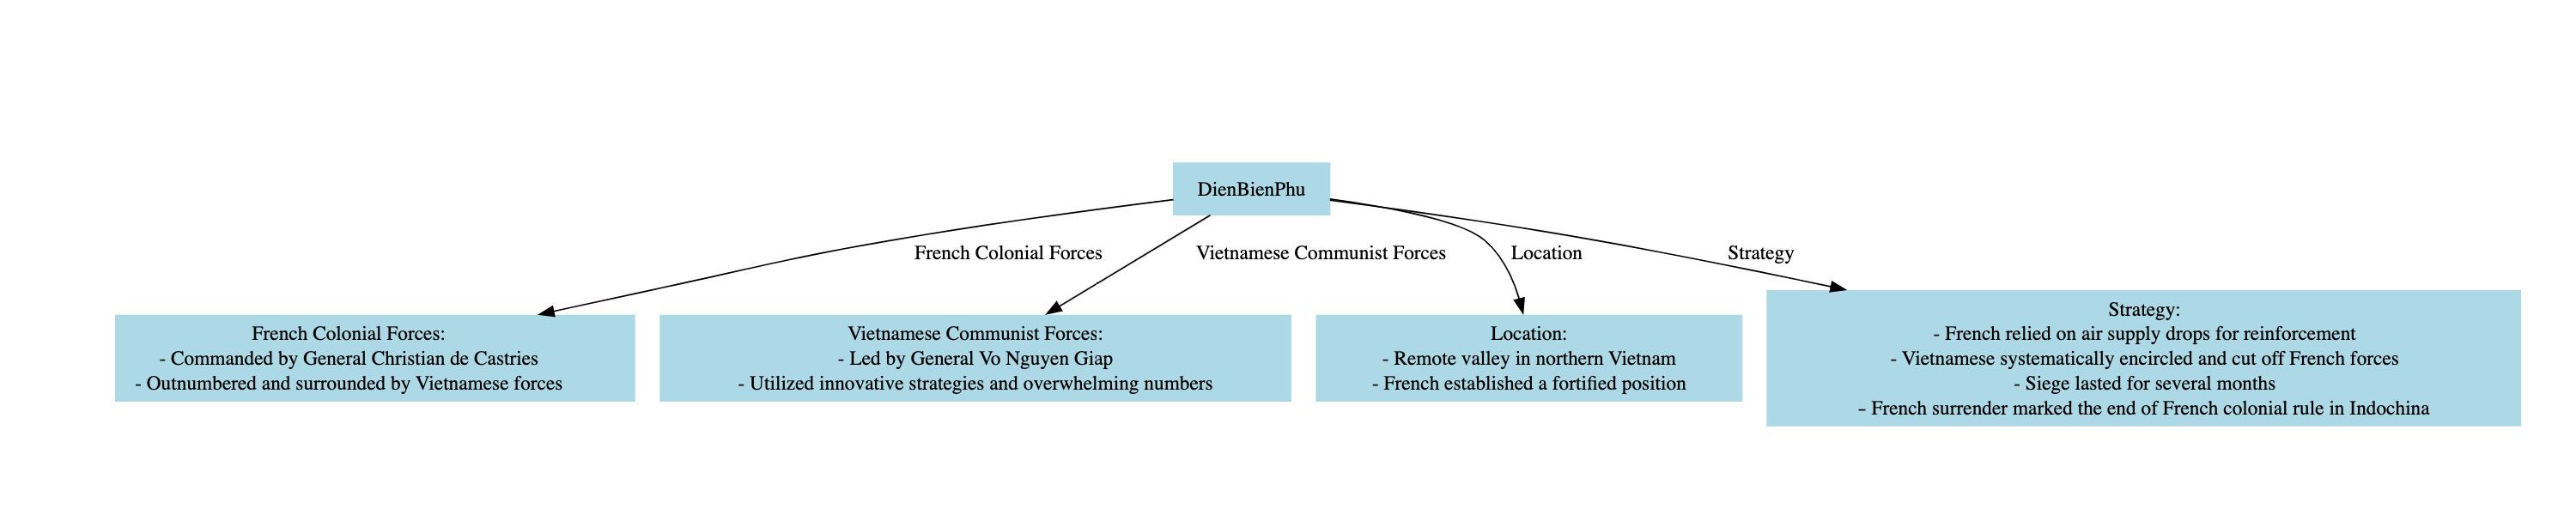 DienBienPhu
French Colonial Forces
Vietnamese Communist Forces
Location
Strategy
French Colonial Forces:
- Commanded by General Christian de Castries
- Outnumbered and surrounded by Vietnamese forces
Vietnamese Communist Forces:
- Led by General Vo Nguyen Giap
- Utilized innovative strategies and overwhelming numbers
Location:
- Remote valley in northern Vietnam
- French established a fortified position
Strategy:
- French relied on air supply drops for reinforcement
- Vietnamese systematically encircled and cut off French forces
- Siege lasted for several months
- French surrender marked the end of French colonial rule in Indochina